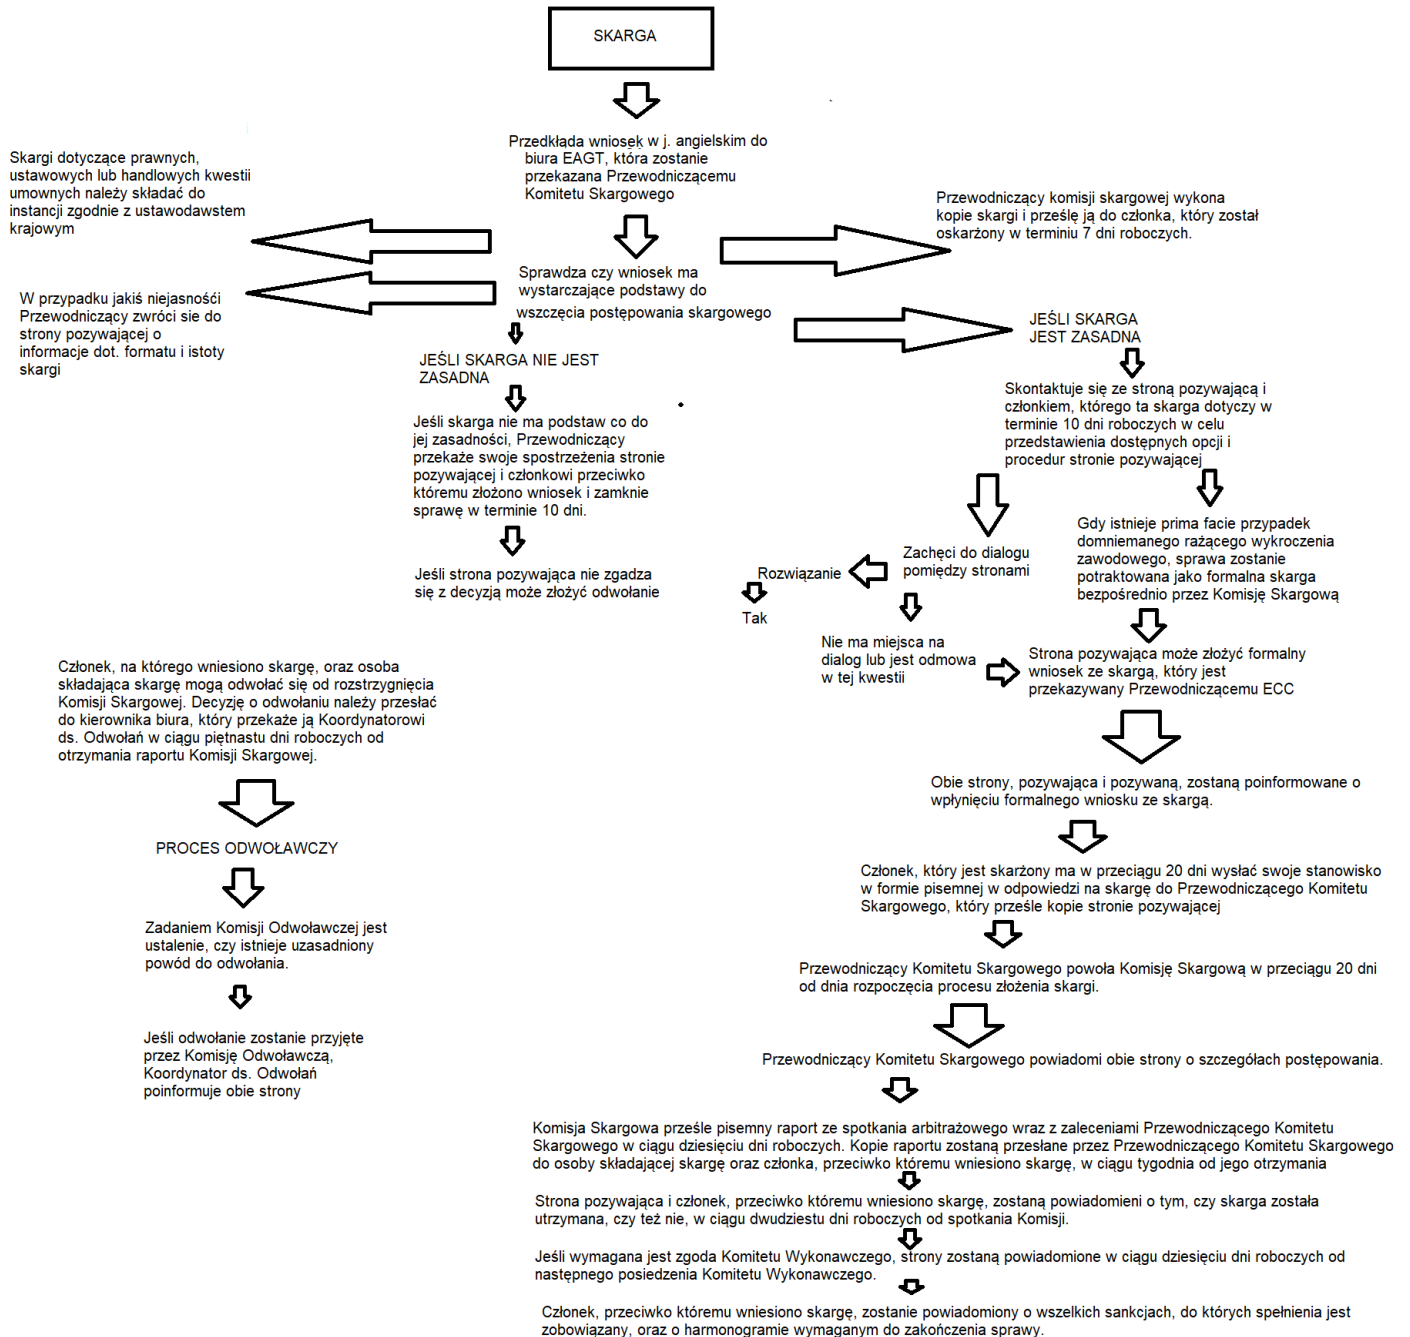 SKARGA
Przedkłąda wniosek w j. angielskim do
biura EAGT, która zostanie
przekazana Przewodniczącemu
Komitetu Skargowego
Skargi dotyczące prawnych,
ustawowych lub handlowych kwestii
umownych należy składać do
instancji zgodnie z ustawodawstem
krajowym
Przewodniczący komisji skargowej wykona
kopie skargi i prześlę ją do członka, który został
oskarżony w terminiu 7 dni roboczych.
Sprawdza czy wniosek ma
wystarczające podstawy do
wszczęcia postępowania skargowego
W przypadku jakiś niejasnośći
Przewodniczący zwróci sie do
strony pozywającej o
informacje dot. formatu i istoty
skargi
JEŚLI SKARGA
JEST ZASADNA
JEŚLI SKARGA NIE JEST
ZASADNA
Skontaktuje się ze stroną pozywającą i
członkiem, którego ta skarga dotyczy w
terminie 10 dni roboczych w celu
przedstawienia dostępnych opcji i
procedur stronie pozywającej
Jeśli skarga nie ma podstaw co do
jej zasadności, Przewodniczący
przekaże swoje spostrzeżenia stronie
pozywającej i członkowi przeciwko
któremu złożono wniosek i zamknie
sprawę w terminie 10 dni.
Jeśli strona pozywająca nie zgadza
się z decyzją może złożyć odwołanie
Gdy istnieje prima facie przypadek
domniemanego rażącego wykroczenia
zawodowego, sprawa zostanie
potraktowana jako formalna skarga
bezpośrednio przez Komisję Skargową
Zachęci do dialogu
pomiędzy stronami
Rozwiązanie
Tak
Nie ma miejsca na
dialog lub jest odmowa
w tej kwestii
Strona pozywająca może złożyć formalny
wniosek ze skargą, który jest
przekazywany Przewodniczącemu ECC
Członek, na którego wniesiono skargę, oraz osoba
składająca skargę mogą odwołać się od rozstrzygnięcia
Komisji Skargowej. Decyzję o odwołaniu należy przesłać
do kierownika biura, który przekaże ją Koordynatorowi
ds. Odwołań w ciągu piętnastu dni roboczych od
otrzymania raportu Komisji Skargowej.
PROCES ODWOŁAWCZY
Zadaniem Komisji Odwoławczej jest
ustalenie, czy istnieje uzasadniony
powód do odwołania.
Jeśli odwołanie zostanie przyjęte
przez Komisję Odwoławczą,
Koordynator ds. Odwołań
poinformuje obie strony
Obie strony, pozywająca i pozywaną, zostaną poinformowane o
wpłynięciu formalnego wniosku ze skargą.
Członek, który jest skarżony ma w przeciągu 20 dni wysłać swoje stanowisko
w formie pisemnej w odpowiedzi na skargę do Przewodniczącego Komitetu
Skargowego, który prześle kopie stronie pozywającej
Przewodniczący Komitetu Skargowego powoła Komisję Skargową w przeciągu 20 dni
od dnia rozpoczęcia procesu złożenia skargi.
Przewodniczący Komitetu Skargowego powiadomi obie strony o szczegółach postępowania.
Komisja Skargowa prześle pisemny raport ze spotkania arbitrażowego wraz z zaleceniami Przewodniczącego Komitetu
Skargowego w ciągu dziesięciu dni roboczych. Kopie raportu zostaną przesłane przez Przewodniczącego Komitetu Skargowego
do osoby składającej skargę oraz członka, przeciwko któremu wniesiono skargę, w ciągu tygodnia od jego otrzymania
Strona pozywająca i członek, przeciwko któremu wniesiono skargę, zostaną powiadomieni o tym, czy skarga została
utrzymana, czy też nie, w ciągu dwudziestu dni roboczych od spotkania Komisji.
Jeśli wymagana jest zgoda Komitetu Wykonawczego, strony zostaną powiadomione w ciągu dziesięciu dni roboczych od
następnego posiedzenia Komitetu Wykonawczego.
Członek, przeciwko któremu wniesiono skargę, zostanie powiadomiony o wszelkich sankcjach, do których spełnienia jest
zobowiązany, oraz o harmonogramie wymaganym do zakończenia sprawy.